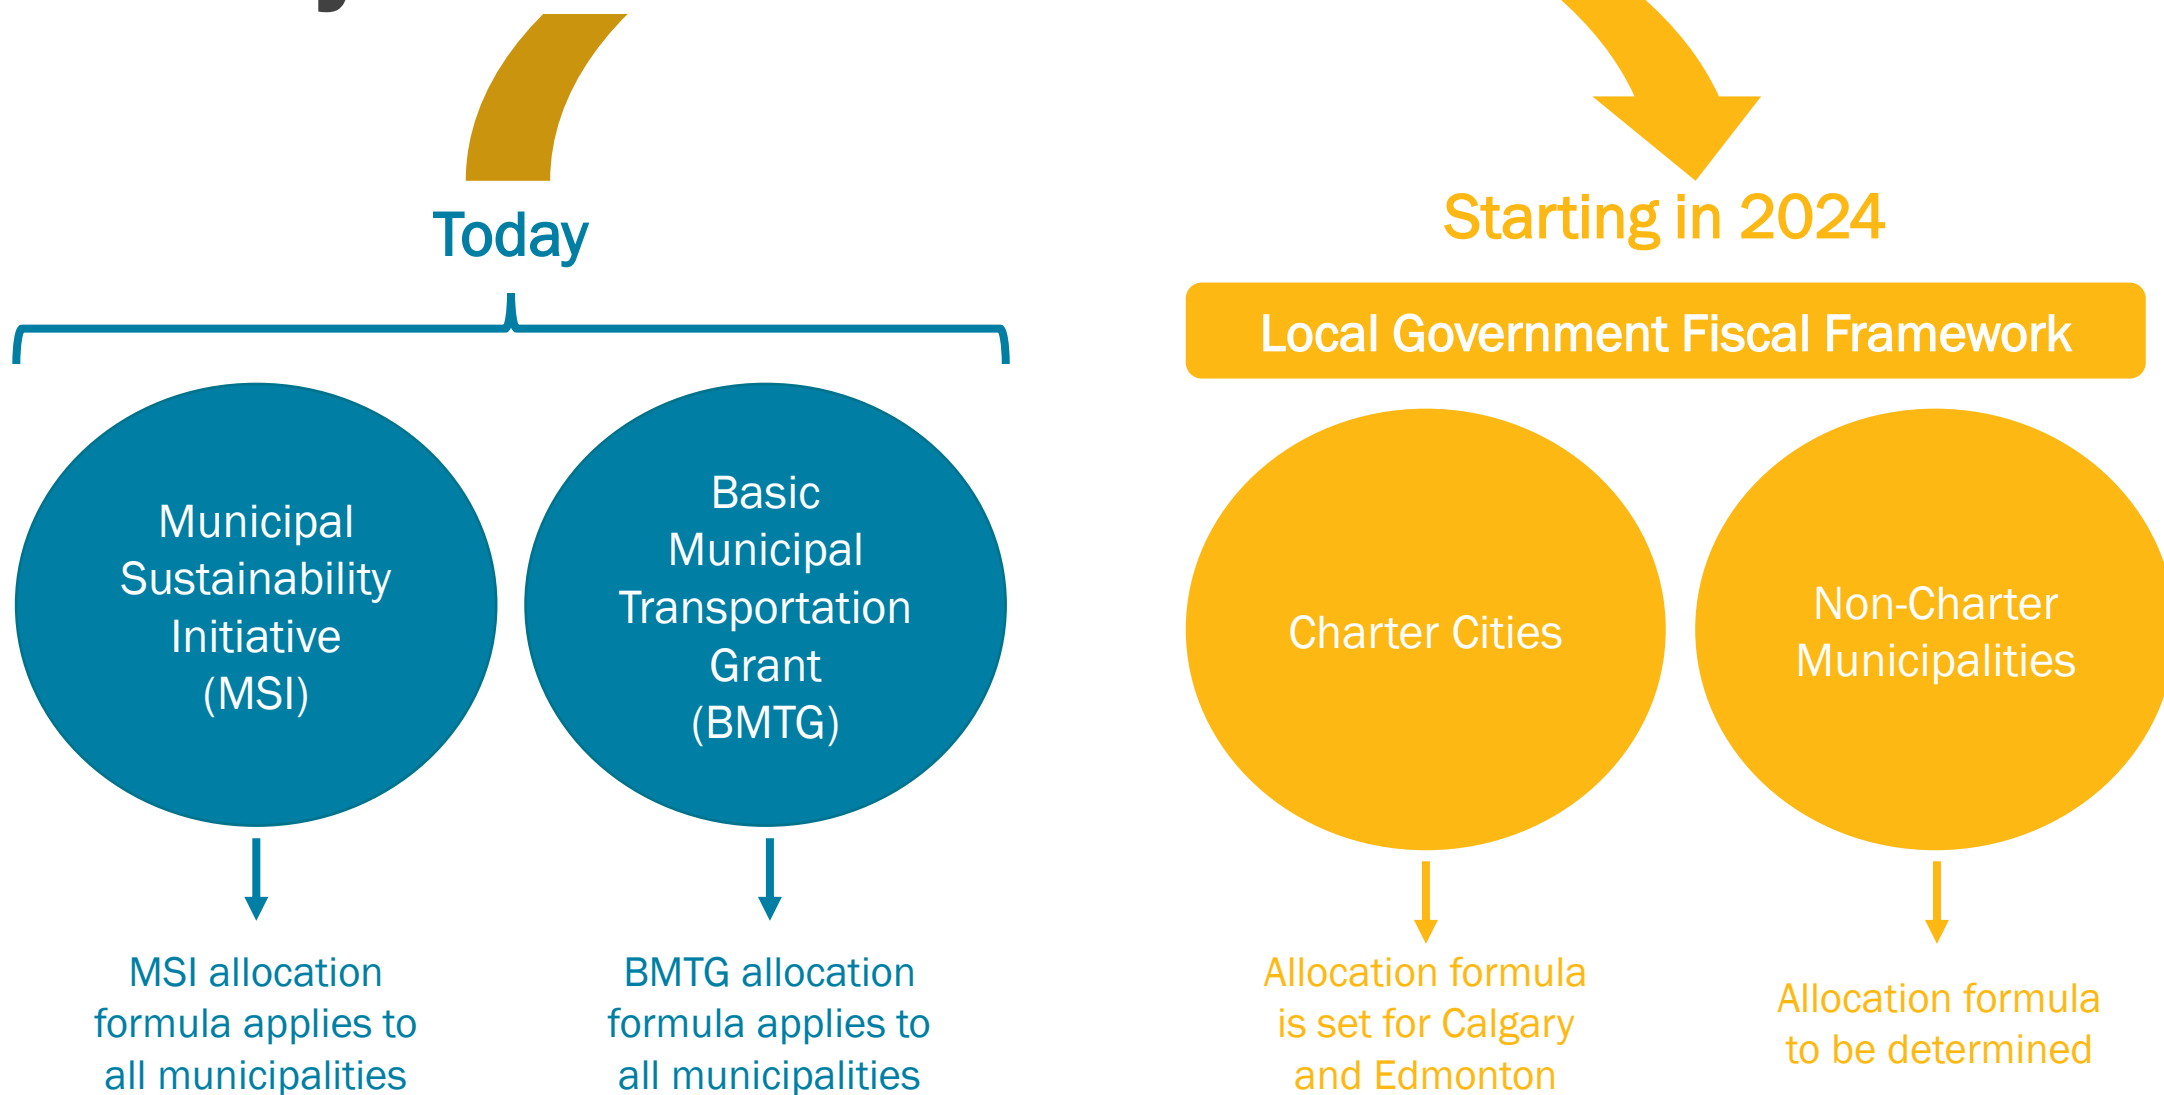 Today
Municipal
Sustainability
Initiative
(MSI)
Basic
Municipal
Transportation
Grant
(BMTG)
MSI allocation
formula applies to
all municipalities
BMTG allocation
formula applies to
all municipalities
Starting in 2024
Local Government Fiscal Framework
Charter Cities
Non-Charter
Municipalities
Allocation formula
is set for Calgary
and Edmonton
Allocation formula
to be determined